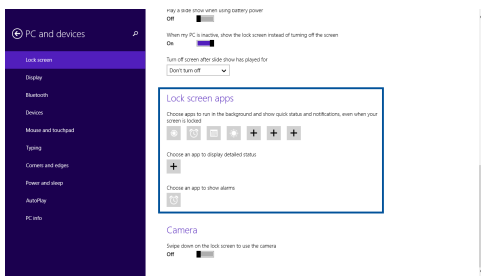 PC and devices
Lock screen
Display
Bluetooth
Devices
Mouse and touchpad
Typing
Corners and edges
Power and sleep
AutoPlay
PC info
Play a slide show when using battery power
Off
When my PC is inactive, show the lock screen instead of turning off the screen
On
Turn off screen after slide show has played for
Don't turn off
Lock screen apps
Choose apps to run in the background and show quick status and notifications, even when your
screen is locked
Choose an app to display detailed status
Choose an app to show alarms
Camera
Swipe down on the lock screen to use the camera
Off